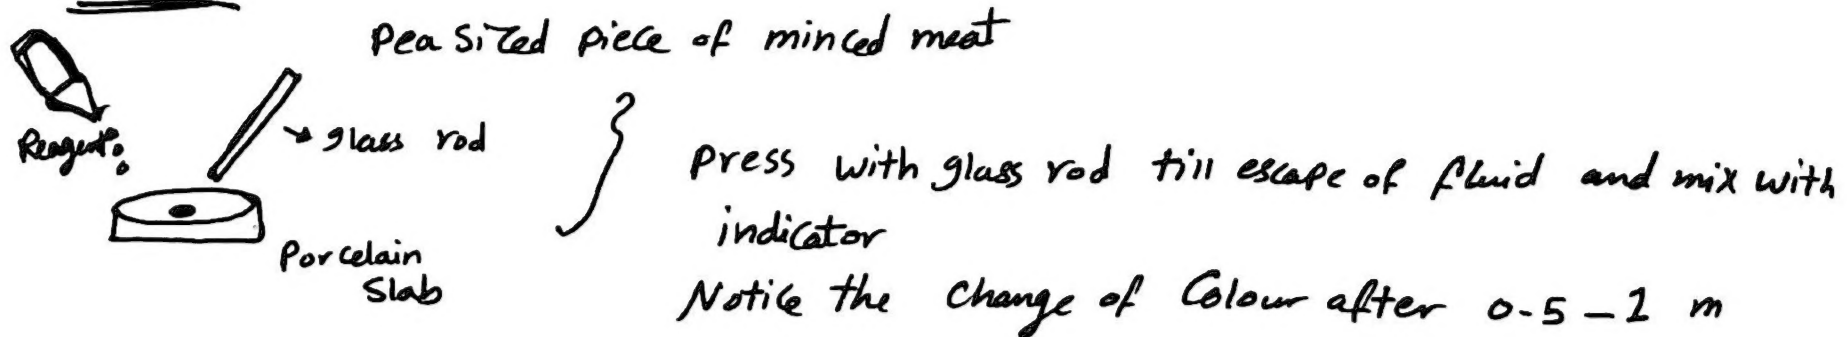 Pea Sized piece of minced meat
Reagent
glass rod
Porcelain
Slab
Press with glass rod till escape of fluid and mix with
indicator
Notice the change of Colour after 0.5 - 1 m